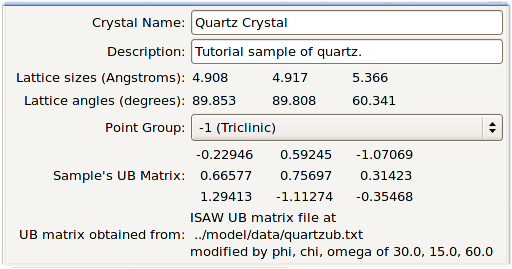 Crystal Name: Quartz Crystal
Description: Tutorial sample of quartz.
Lattice sizes (Angstroms): 4.908 4.917 5.366
Lattice angles (degrees): 89.853 89.808 60.341
Point Group: -1 (Triclinic)
-0.22946 0.59245 -1.07069
Sample's UB Matrix: 0.66577 0.75697 0.31423
1.29413 -1.11274 -0.35468
ISAW UB matrix file at
UB matrix obtained from: ../model/data/quartzub.txt
modified by phi, chi, omega of 30.0, 15.0, 60.0